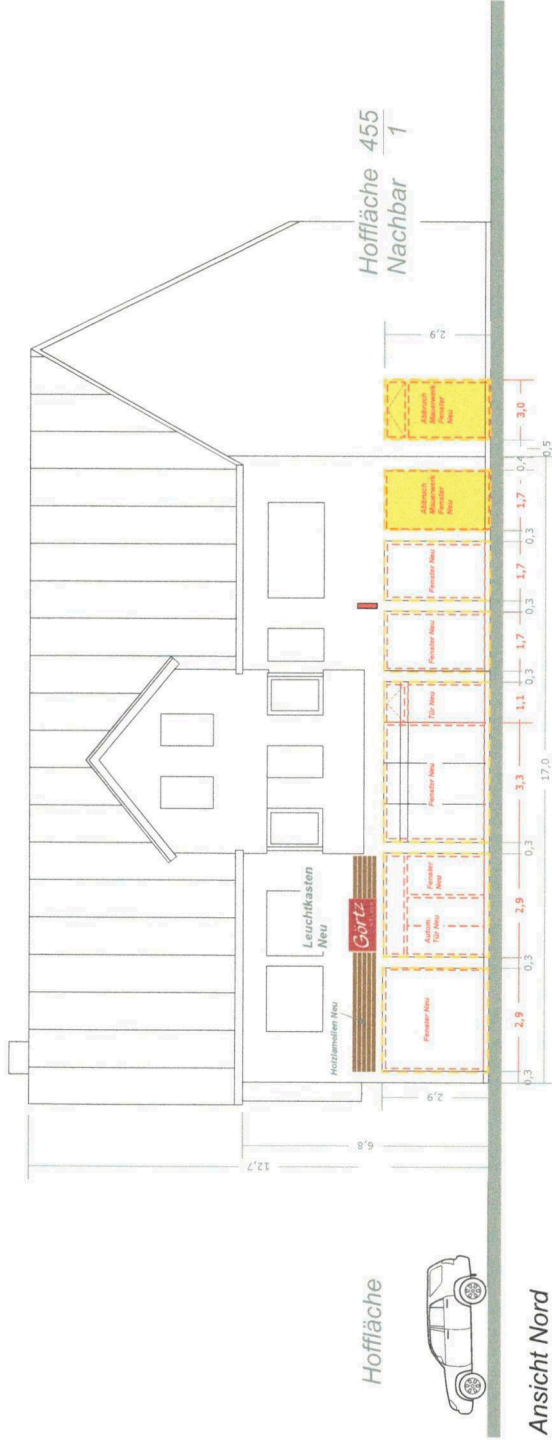 Hoffläche 455
1
Nachbar
Leuchtkasten
Neu
Holzlamellen Neu
Görtz
Hoffläche
12,7
6,8
2,9
2,9
Fenster Neu
Autom.
Tür Neu
Fenster
Neu
Fenster Neu
Tür Neu
Fenster Neu
Fenster Neu
Abbruch
Mauerwerk
Fenster
Neu
Abbruch
Mauerwerk
Fenster
Neu
0,3
2,9
0,3
2,9
0,3
3,3
1,1
0,3
1,7
0,3
1,7
0,3
1,7
0,4
3,0
17,0
0,5
Ansicht Nord